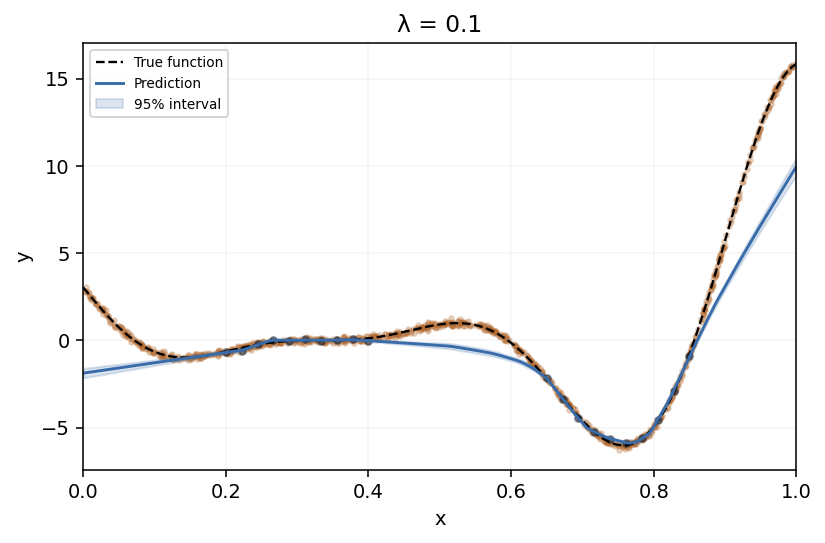 λ = 0.1
True function
Prediction
95% interval
y
15
10
5
0
−5
0.0 0.2 0.4 0.6 0.8 1.0
x